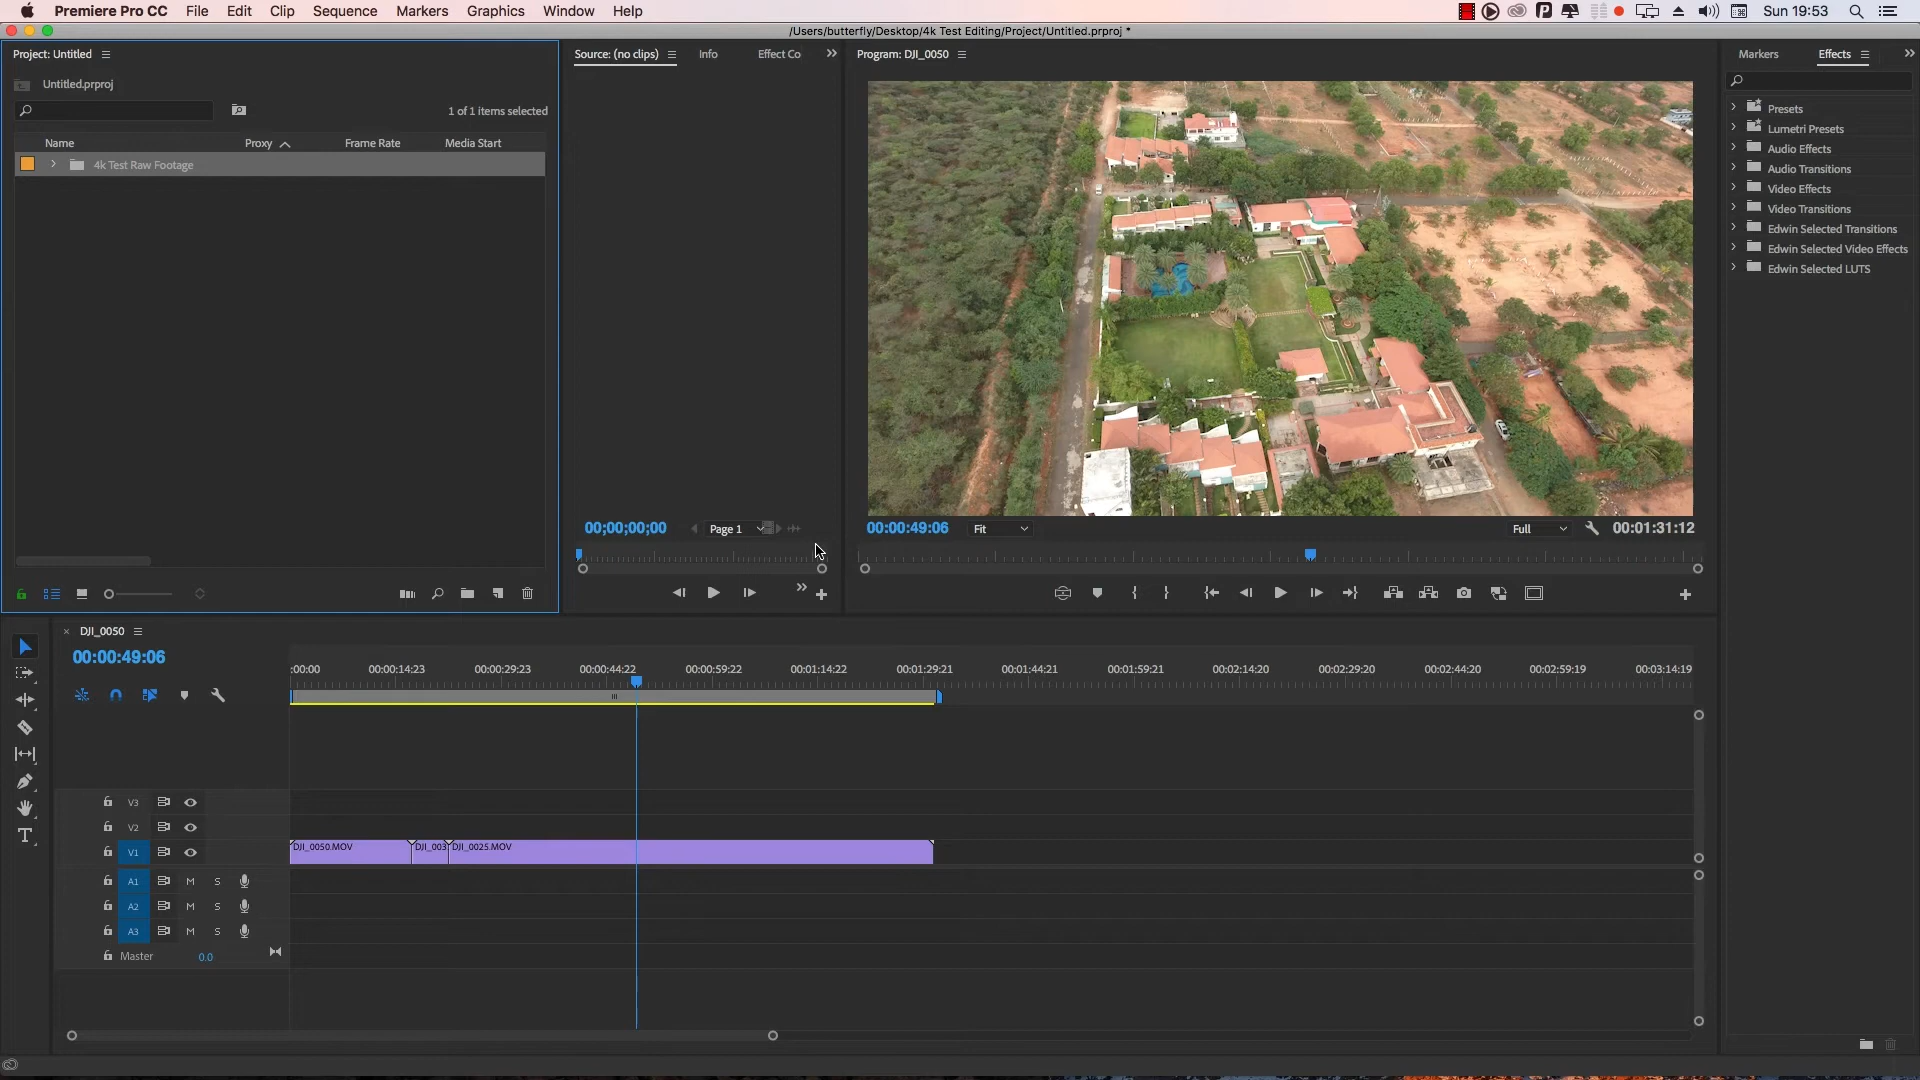 Premiere Pro CC File Edit Clip Sequence Markers Graphics Window Help Sun 19:53
/Users/butterfly/Desktop/4k Test Editing/Project/Untitled.prproj *
Project: Untitled
Source: (no clips) Info Effect Co
Program: DJI_0050
Markers Effects
Untitled.prproj
1 of 1 items selected
Name Proxy Frame Rate Media Start
4k Test Raw Footage
Presets
Lumetri Presets
Audio Effects
Audio Transitions
Video Effects
Video Transitions
Edwin Selected Transitions
Edwin Selected Video Effects
Edwin Selected LUTS
00;00;00;00 Page 1
00:00:49:06 Fit Full 00:01:31:12
DJI_0050
00:00:49:06
:00:00 00:00:14:23 00:00:29:23 00:00:44:22 00:00:59:22 00:01:14:22 00:01:29:21 00:01:44:21 00:01:59:21 00:02:14:20 00:02:29:20 00:02:44:20 00:02:59:19 00:03:14:19
V3
V2
V1 DJI_0050.MOV DJI_003 DJI_0025.MOV
A1 M S
A2 M S
A3 M S
Master 0.0